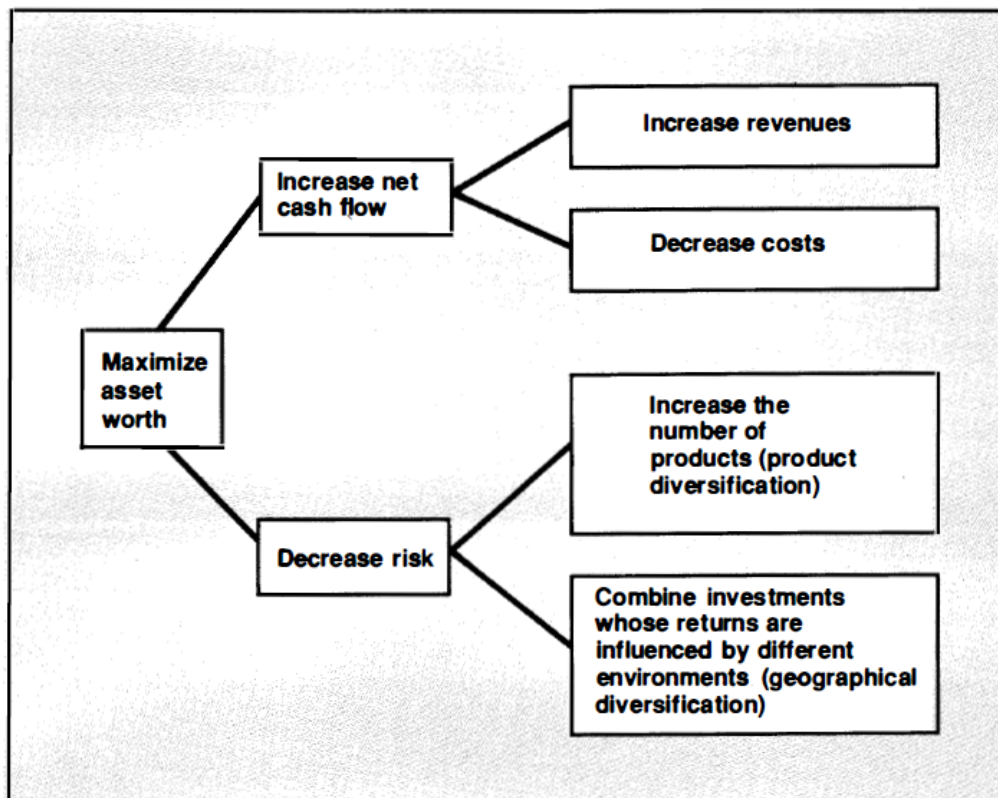 Increase revenues
Increase net
cash flow
Decrease costs
Maximize
asset
worth
Increase the
number of
products (product
diversification)
Decrease risk
Combine investments
whose returns are
influenced by different
environments (geographical
diversification)